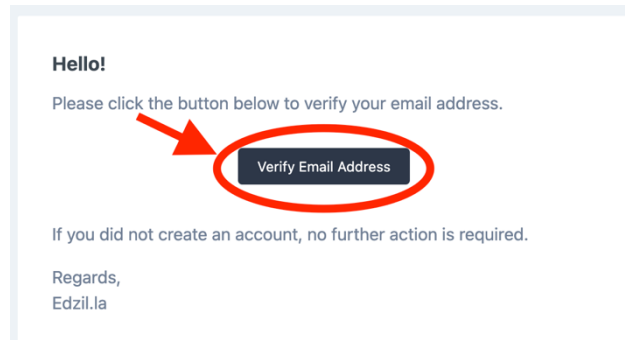 Hello!
Please click the button below to verify your email address.
Verify Email Address
If you did not create an account, no further action is required.
Regards,
Edzil.la